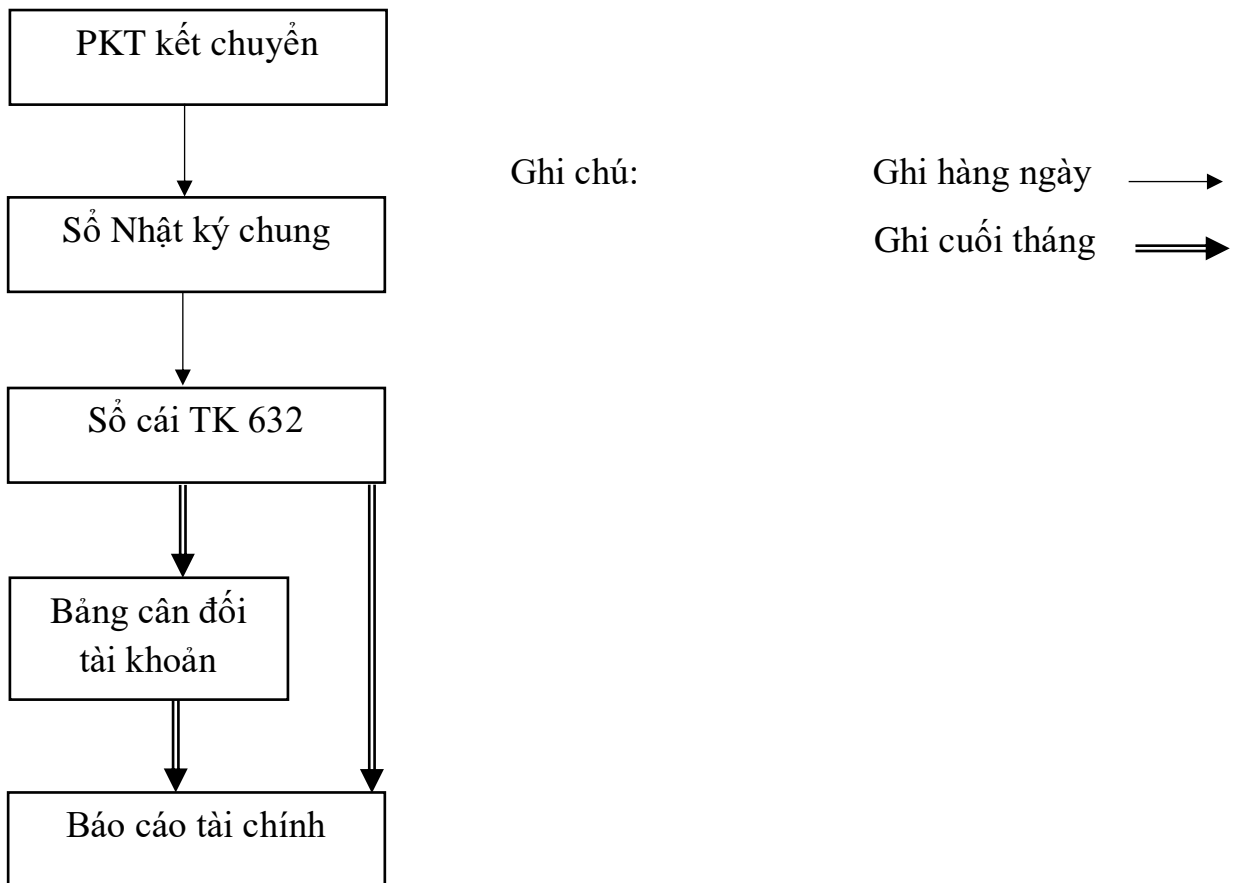 PKT kết chuyển
Ghi chú: Ghi hàng ngày
Sổ Nhật ký chung
Ghi cuối tháng
Sổ cái TK 632
Bảng cân đối
tài khoản
Báo cáo tài chính